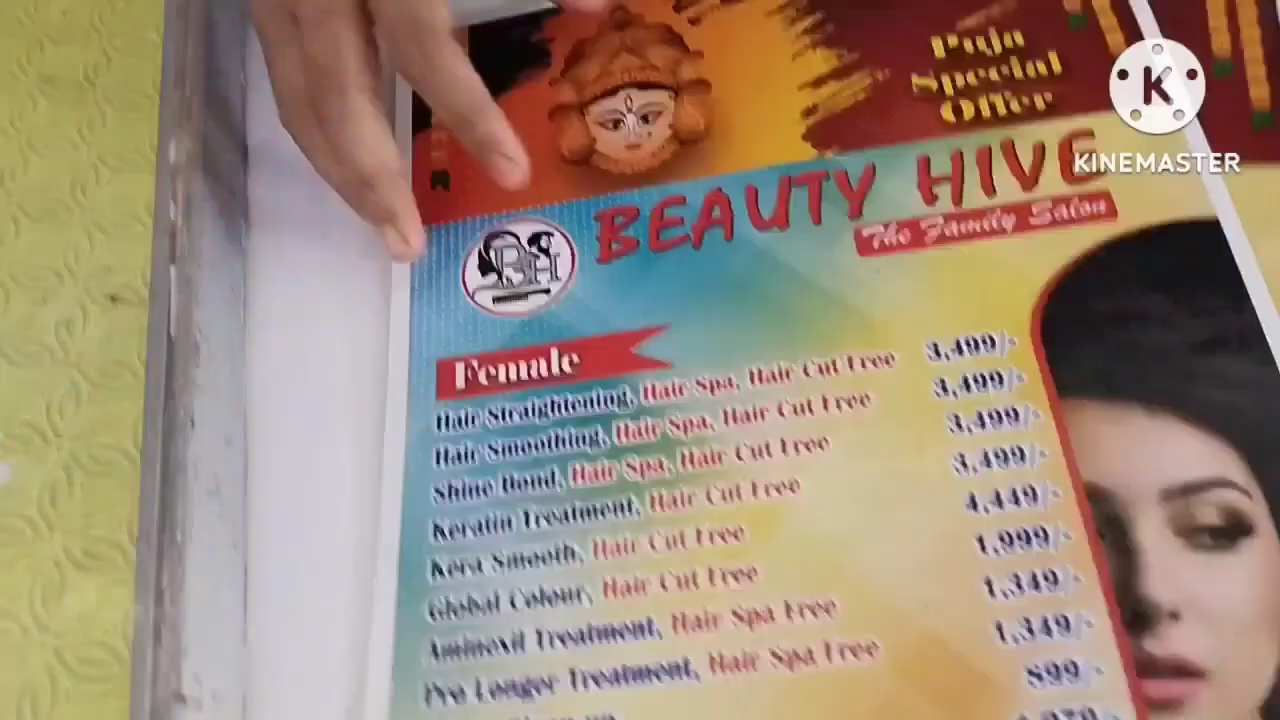 Puja
Special
Offer
K
KINEMASTER
BEAUTY HIVE
The Family Salon
BH
Female
Hair Straightening, Hair Spa, Hair Cut Free 3,499/-
Hair Smoothing, Hair Spa, Hair Cut Free 3,499/-
Shine Bond, Hair Spa, Hair Cut Free 3,499/-
Keratin Treatment, Hair Cut Free 3,499/-
Kera Smooth, Hair Cut Free 4,449/-
Global Colour, Hair Cut Free 1,999/-
Aminexil Treatment, Hair Spa Free 1,349/-
Pro Longer Treatment, Hair Spa Free 1,349/-
899/-